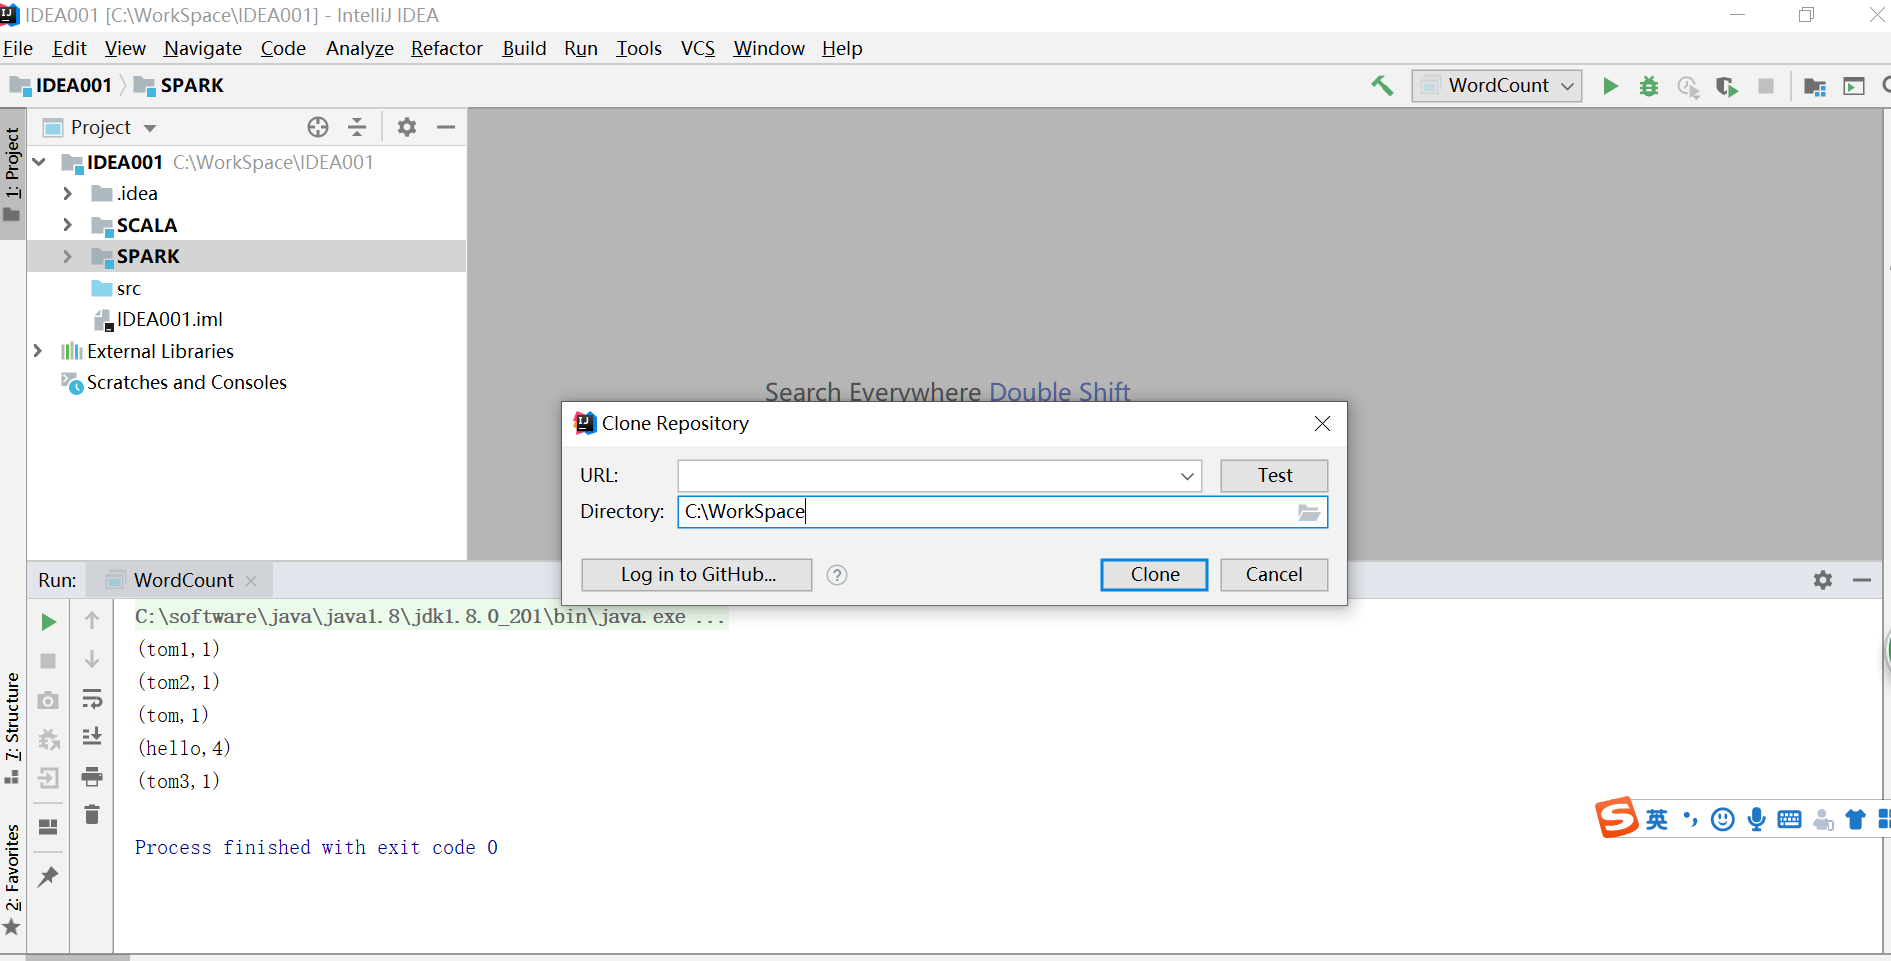 IDEA001 [C:\WorkSpace\IDEA001] - IntelliJ IDEA
File Edit View Navigate Code Analyze Refactor Build Run Tools VCS Window Help
IDEA001 SPARK WordCount
1: Project
Project
IDEA001 C:\WorkSpace\IDEA001
.idea
SCALA
SPARK
src
IDEA001.iml
External Libraries
Scratches and Consoles
Search Everywhere Double Shift
Clone Repository
URL: Test
Directory: C:\WorkSpace
Log in to GitHub... ? Clone Cancel
Run: WordCount
C:\software\java\java1.8\jdk1.8.0_201\bin\java.exe ...
(tom1,1)
(tom2,1)
(tom,1)
(hello,4)
(tom3,1)
Process finished with exit code 0
7: Structure
2: Favorites
英